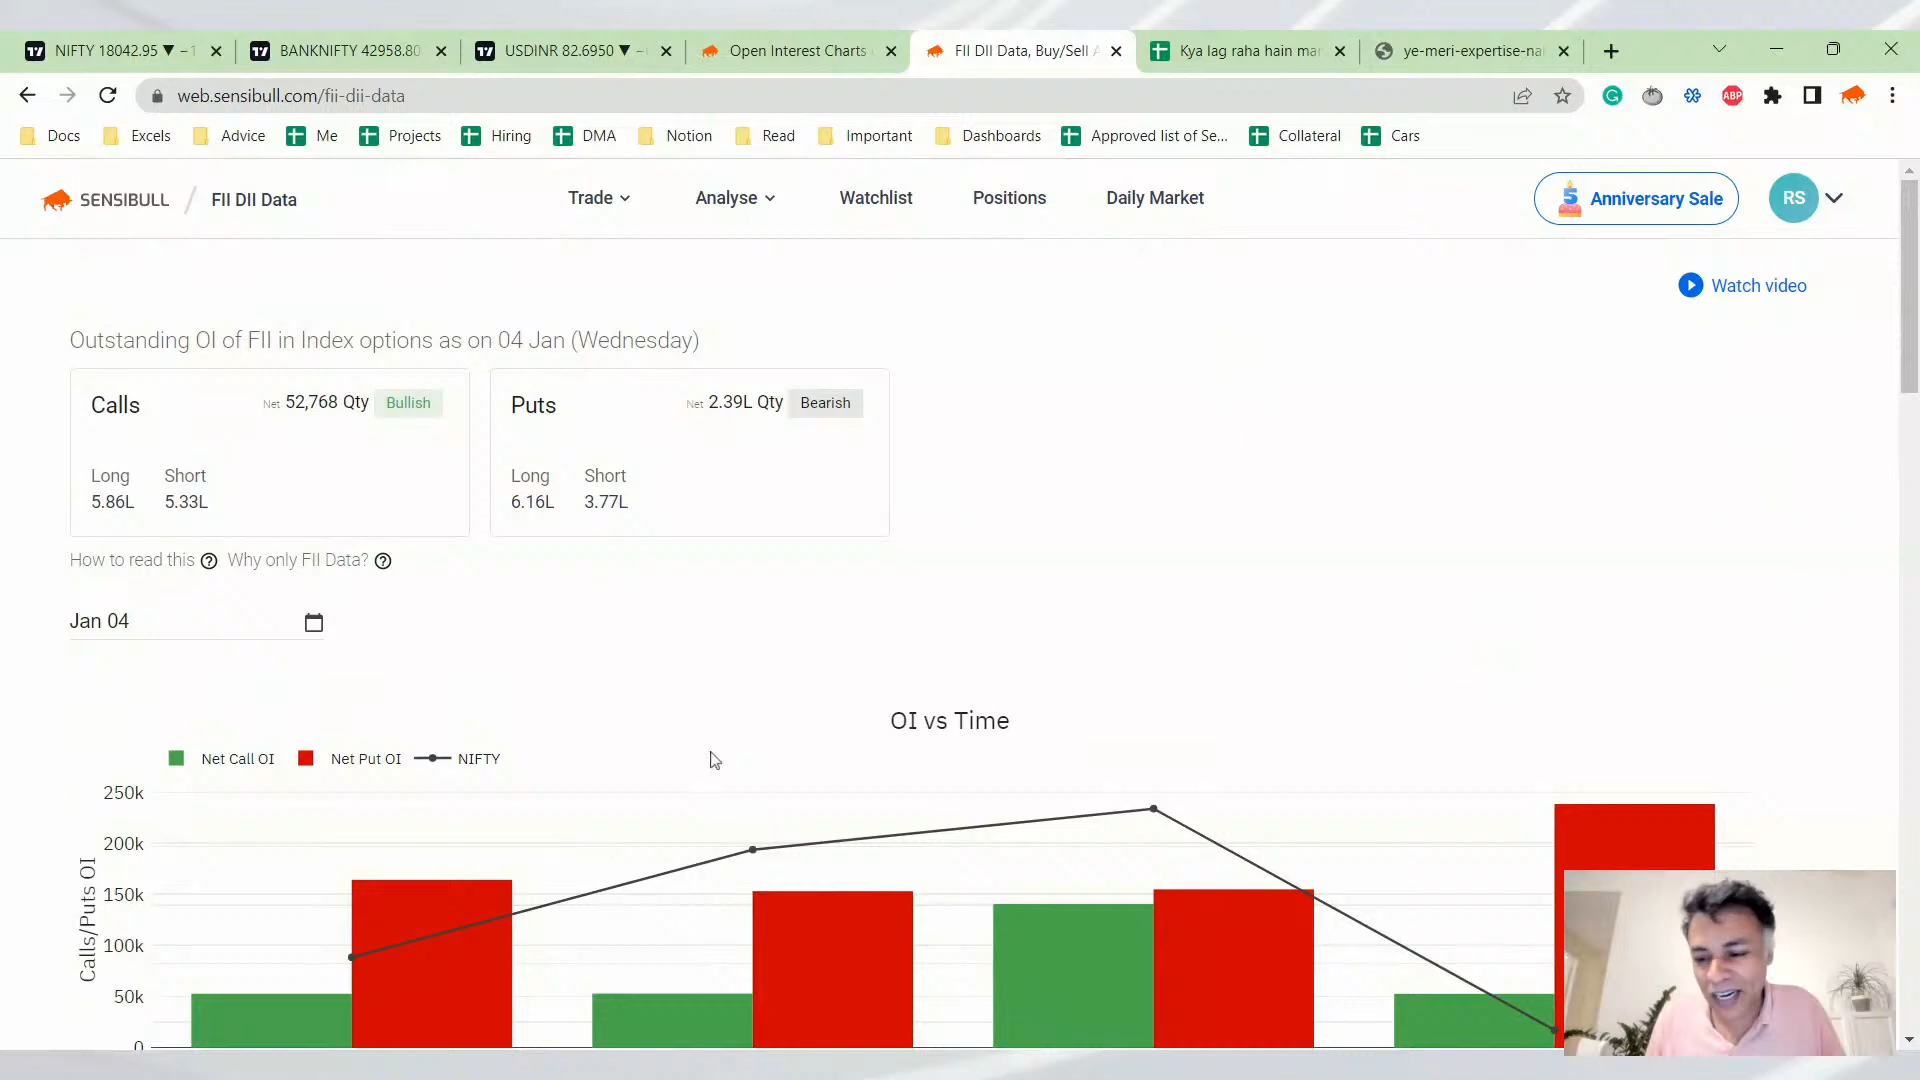 NIFTY 18042.95 ▼ −1
BANKNIFTY 42958.80
USDINR 82.6950 ▼ −
Open Interest Charts
FII DII Data, Buy/Sell A
Kya lag raha hain mar
ye-meri-expertise-nal
web.sensibull.com/fii-dii-data
ABP
Docs Excels Advice Me Projects Hiring DMA Notion Read Important Dashboards Approved list of Se... Collateral Cars
SENSIBULL / FII DII Data Trade Analyse Watchlist Positions Daily Market 5 Anniversary Sale RS
Watch video
Outstanding OI of FII in Index options as on 04 Jan (Wednesday)
Calls Net 52,768 Qty Bullish
Long Short
5.86L 5.33L
Puts Net 2.39L Qty Bearish
Long Short
6.16L 3.77L
How to read this ? Why only FII Data? ?
Jan 04
OI vs Time
Net Call OI Net Put OI NIFTY
Calls/Puts OI
250k
200k
150k
100k
50k
0